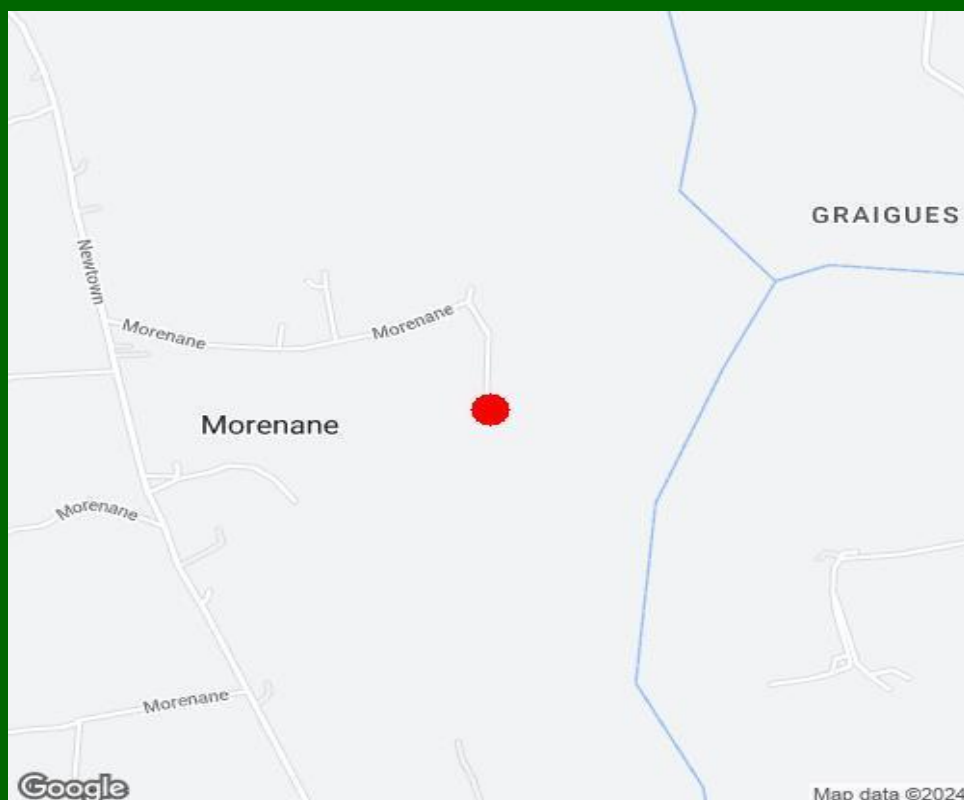 GRAIGUES
Newtown
Morenane
Morenane
Morenane
Morenane
Morenane
Google
Map data ©2024